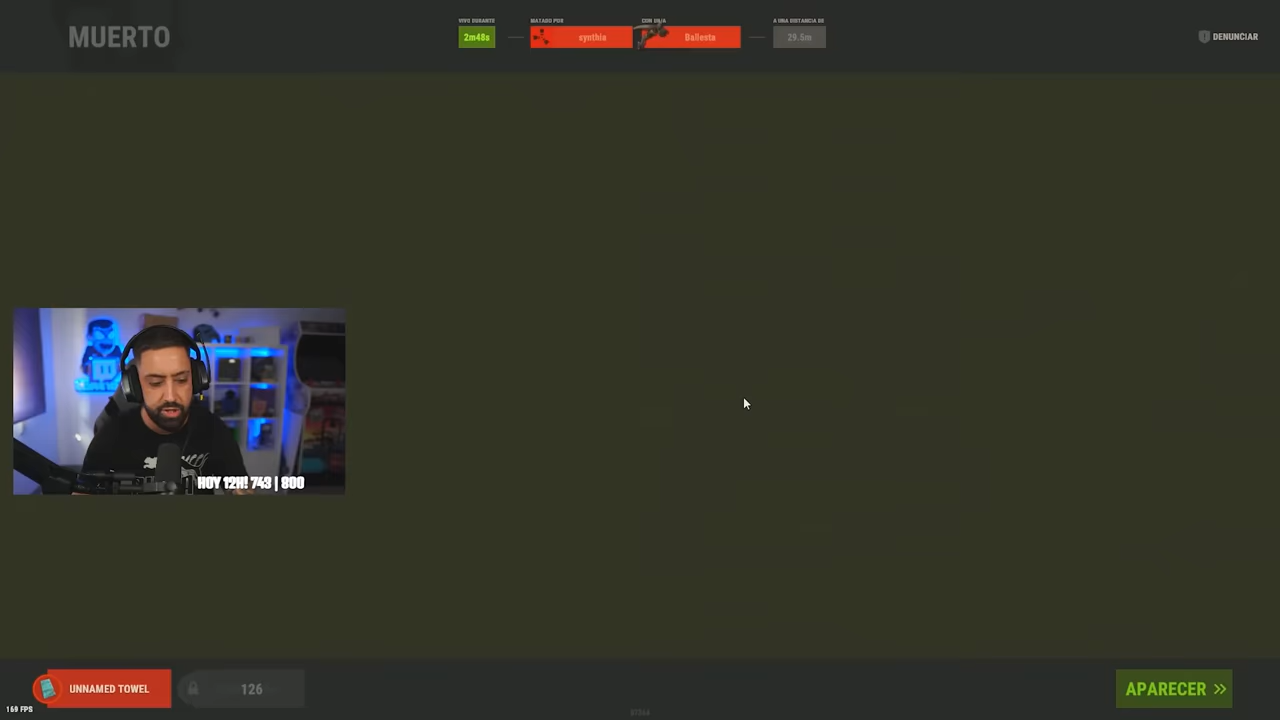 MUERTO
VIVO DURANTE
MATADO POR
CON UN/A
A UNA DISTANCIA DE
2m48s
synthia
Ballesta
29.5m
DENUNCIAR
HOY 12H! 743 | 800
UNNAMED TOWEL
126
APARECER >>
169 FPS